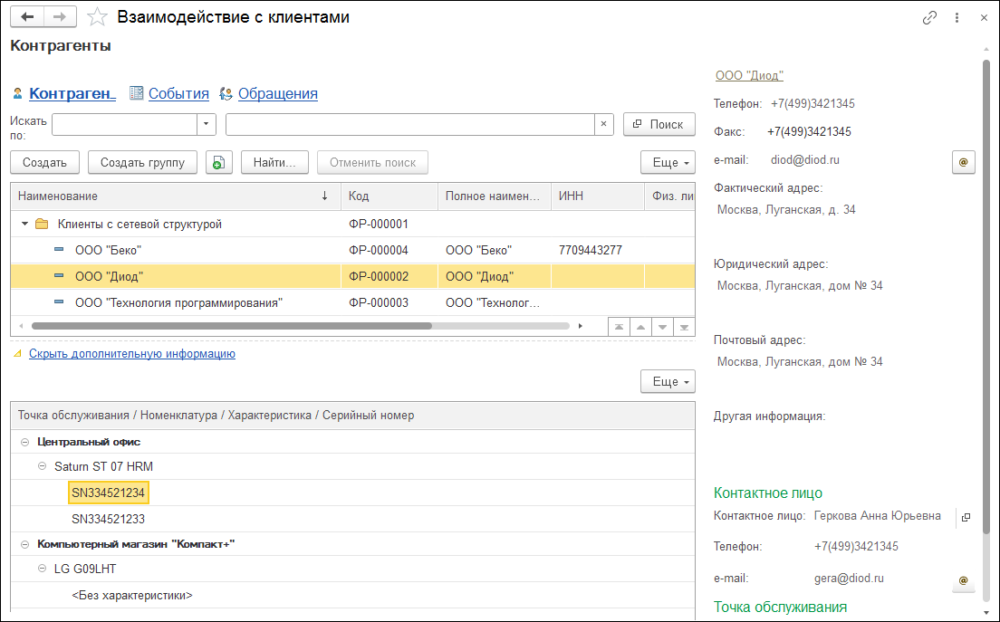 Взаимодействие с клиентами
Контрагенты
Контраген.. События Обращения
Искать по:
Поиск
Создать Создать группу Найти... Отменить поиск Еще
Наименование ↓ Код Полное наимен... ИНН Физ. ли
Клиенты с сетевой структурой ФР-000001
ООО "Беко" ФР-000004 ООО "Беко" 7709443277
ООО "Диод" ФР-000002 ООО "Диод"
ООО "Технология программирования" ФР-000003 ООО "Технолог...
Скрыть дополнительную информацию
Еще
Точка обслуживания / Номенклатура / Характеристика / Серийный номер
Центральный офис
Saturn ST 07 HRM
SN334521234
SN334521233
Компьютерный магазин "Компакт+"
LG G09LHT
<Без характеристики>
ООО "Диод"
Телефон: +7(499)3421345
Факс: +7(499)3421345
e-mail: diod@diod.ru @
Фактический адрес:
Москва, Луганская, д. 34
Юридический адрес:
Москва, Луганская, дом № 34
Почтовый адрес:
Москва, Луганская, дом № 34
Другая информация:
Контактное лицо
Контактное лицо: Геркова Анна Юрьевна
Телефон: +7(499)3421345
e-mail: gera@diod.ru @
Точка обслуживания